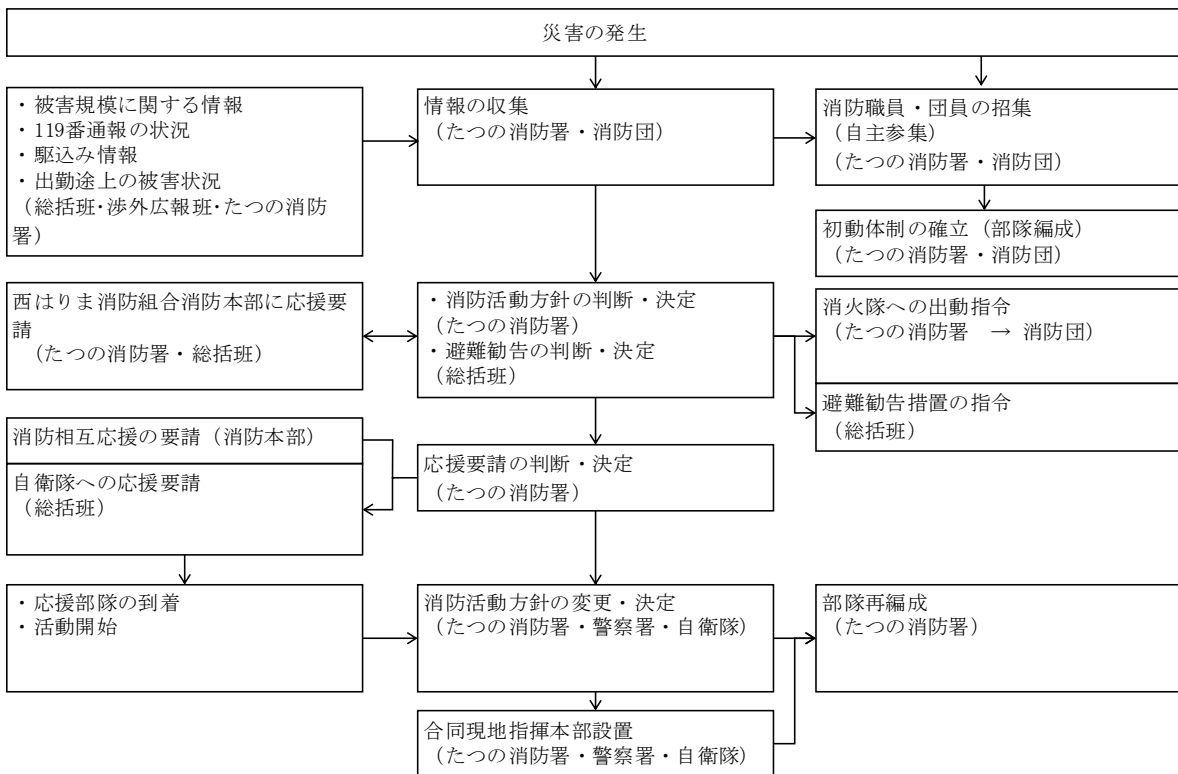 災害の発生
・被害規模に関する情報
・119番通報の状況
・駆込み情報
・出勤途上の被害状況
（総括班・渉外広報班・たつの消防
署）
情報の収集
（たつの消防署・消防団）
消防職員・団員の招集
（自主参集）
（たつの消防署・消防団）
初動体制の確立（部隊編成）
（たつの消防署・消防団）
西はりま消防組合消防本部に応援要
請
（たつの消防署・総括班）
・消防活動方針の判断・決定
（たつの消防署）
・避難勧告の判断・決定
（総括班）
消火隊への出動指令
（たつの消防署　→　消防団）
避難勧告措置の指令
（総括班）
消防相互応援の要請（消防本部）
自衛隊への応援要請
（総括班）
応援要請の判断・決定
（たつの消防署）
・応援部隊の到着
・活動開始
消防活動方針の変更・決定
（たつの消防署・警察署・自衛隊）
部隊再編成
（たつの消防署）
合同現地指揮本部設置
（たつの消防署・警察署・自衛隊）